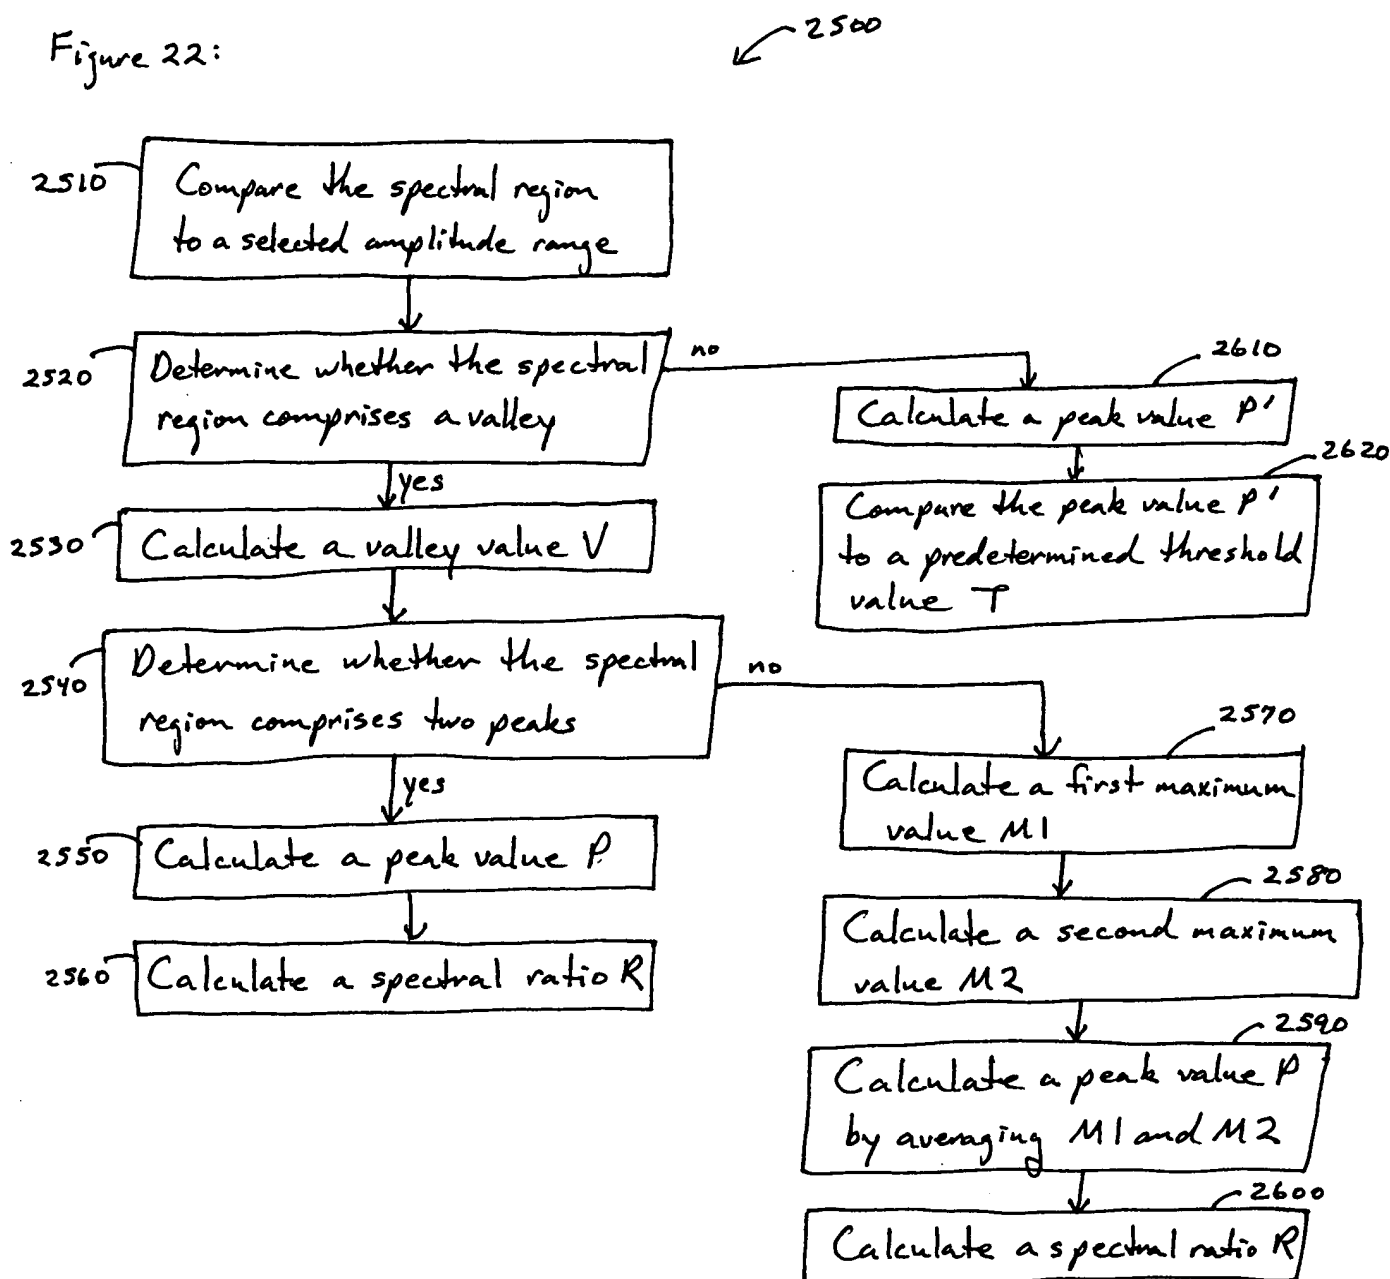 Figure 22:
2500
2510
Compare the spectral region
to a selected amplitude range
2520
Determine whether the spectral
region comprises a valley
no
yes
2610
Calculate a peak value P'
2620
Compare the peak value P'
to a predetermined threshold
value T
2530
Calculate a valley value V
2540
Determine whether the spectral
region comprises two peaks
no
yes
2550
Calculate a peak value P
2560
Calculate a spectral ratio R
2570
Calculate a first maximum
value M1
2580
Calculate a second maximum
value M2
2590
Calculate a peak value P
by averaging M1 and M2
2600
Calculate a spectral ratio R